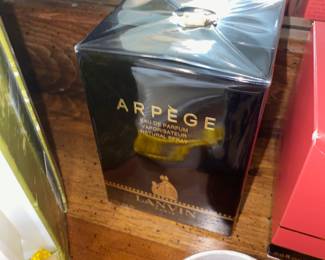 ARPÈGE
EAU DE PARFUM
VAPORISATEUR
NATURAL SPRAY
LANVIN